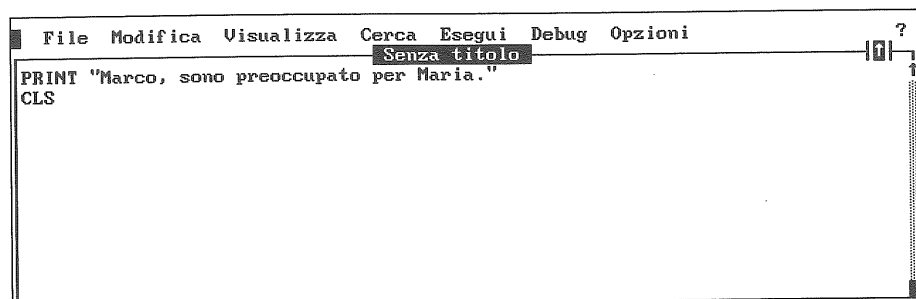 File Modifica Visualizza Cerca Esegui Debug Opzioni ?
Senza titolo
PRINT "Marco, sono preoccupato per Maria."
CLS